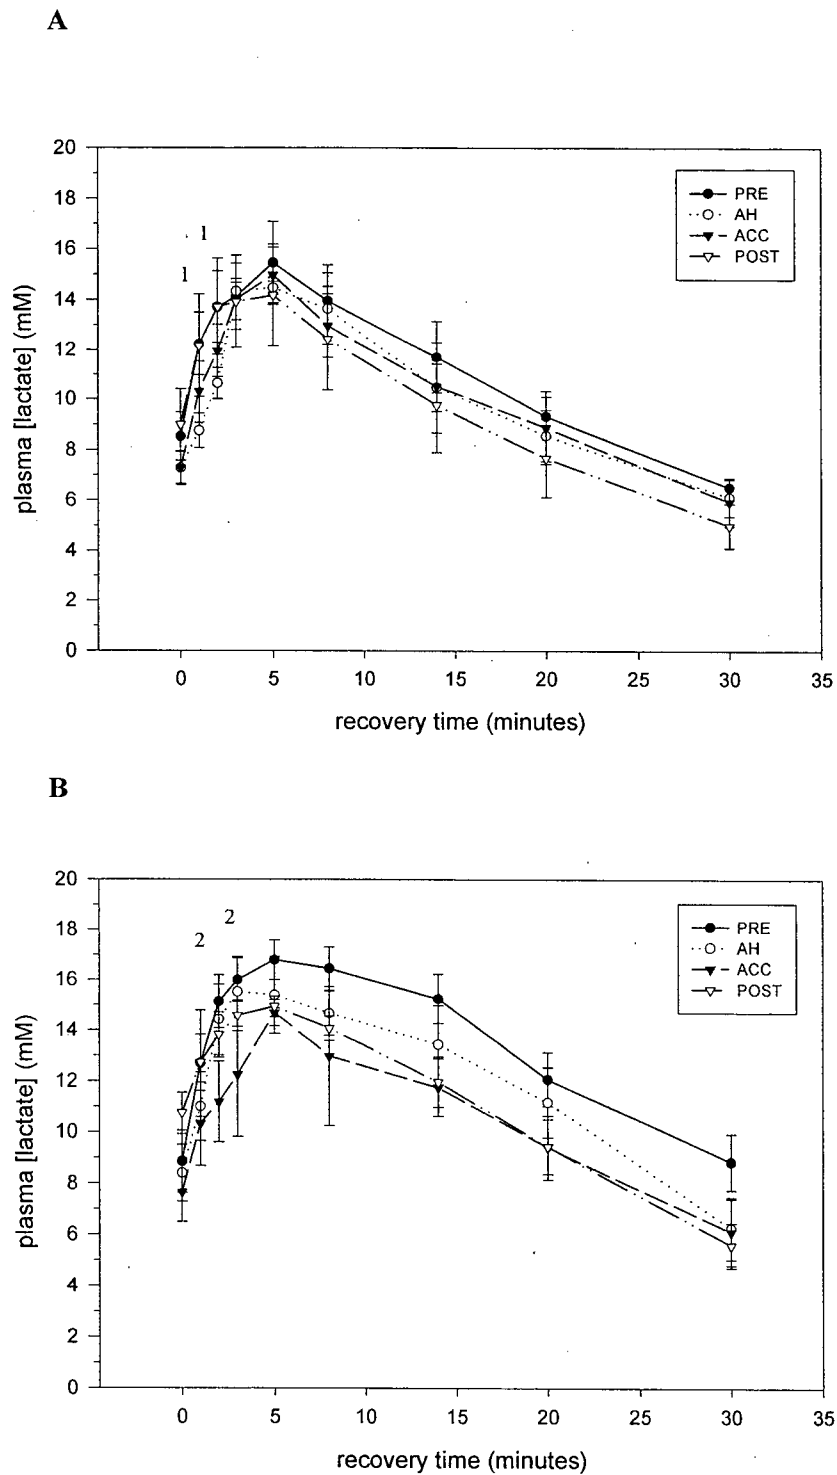 A
20
18
16
14
12
10
8
6
4
2
0
plasma [lactate] (mM)
1
1
PRE
AH
ACC
POST
0 5 10 15 20 25 30 35
recovery time (minutes)
B
20
18
16
14
12
10
8
6
4
2
0
plasma [lactate] (mM)
2
2
PRE
AH
ACC
POST
0 5 10 15 20 25 30 35
recovery time (minutes)